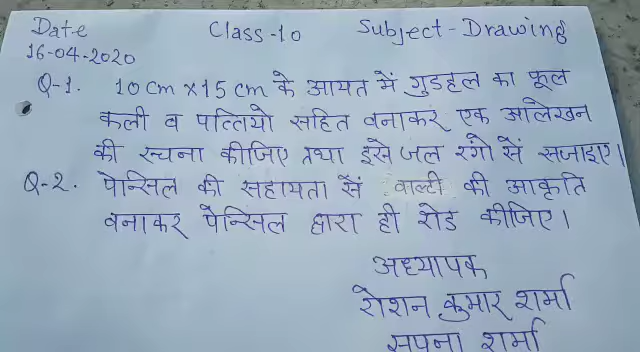 Date Class-10 Subject-Drawing
16-04-2020
Q-1. 10 cm x 15 cm के आयत में गुडहल का फूल
कली व पत्तियो सहित बनाकर एक आलेखन
की रचना कीजिए तथा इसे जल रंगो सें सजाइए।
Q-2. पेन्सिल की सहायता सें बाल्टी की आकृति
बनाकर पेन्सिल द्वारा ही शेड कीजिए।
अध्यापक
रोशन कुमार शर्मा
सपना शर्मा